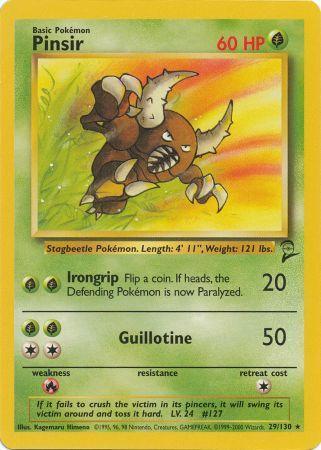 Basic Pokémon
Pinsir 60 HP
Stagbeetle Pokémon. Length: 4' 11", Weight: 121 lbs.
Irongrip Flip a coin. If heads, the
Defending Pokémon is now Paralyzed. 20
Guillotine 50
weakness resistance retreat cost
If it fails to crush the victim in its pincers, it will swing its
victim around and toss it hard. LV. 24 #127
Illus. Kagemaru Himeno ©1995, 96, 98 Nintendo, Creatures, GAMEFREAK. ©1999-2000 Wizards. 29/130 ★